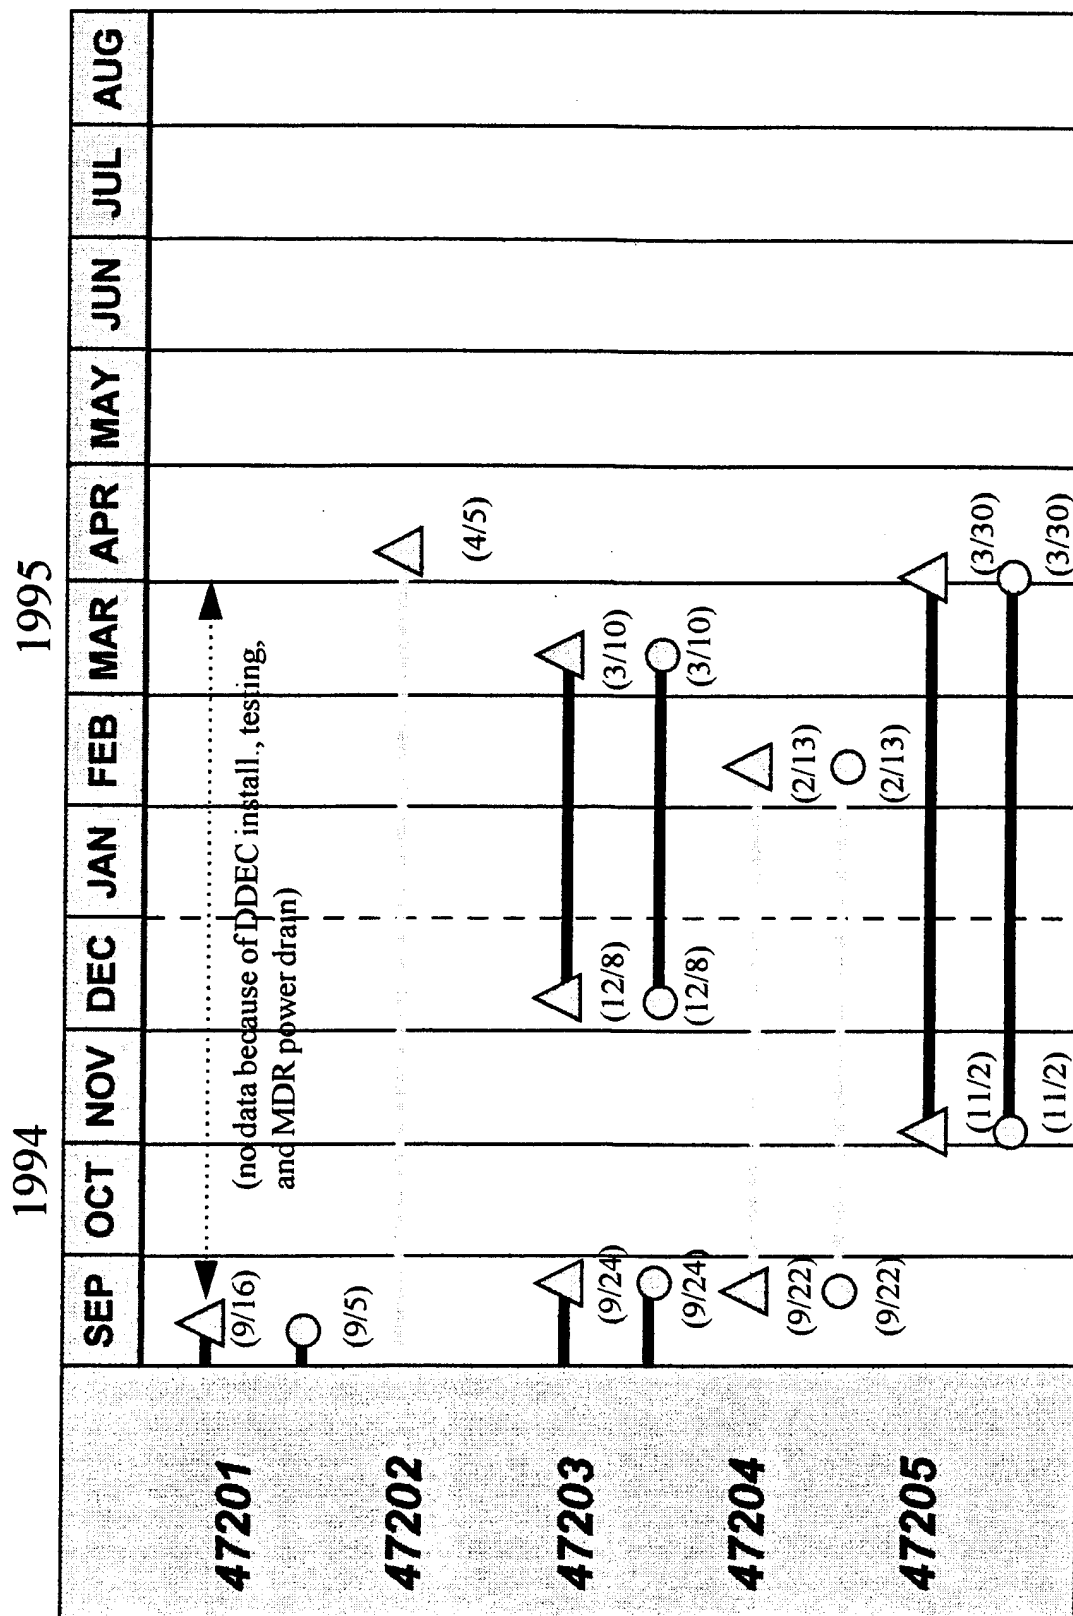 1994 1995
SEP OCT NOV DEC JAN FEB MAR APR MAY JUN JUL AUG
47201
(9/16)
(no data because of DDEC install., testing,
and MDR power drain)
(9/5)
47202
(4/5)
47203
(9/24) (12/8) (3/10)
(9/24) (12/8) (3/10)
47204
(9/22) (2/13)
(9/22) (2/13)
47205
(11/2) (3/30)
(11/2) (3/30)